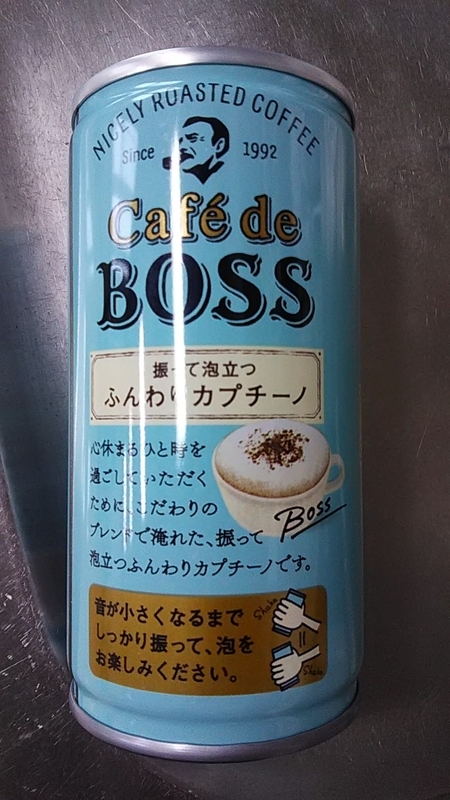 NICELY ROASTED COFFEE
Since 1992
Café de
BOSS
振って泡立つ
ふんわりカプチーノ
心休まるひと時を
過ごしていただく
ために、こだわりの
ブレンドで淹れた、振って
泡立つふんわりカプチーノです。
BOSS
音が小さくなるまで
しっかり振って、泡を
お楽しみください。
Shake
Shake